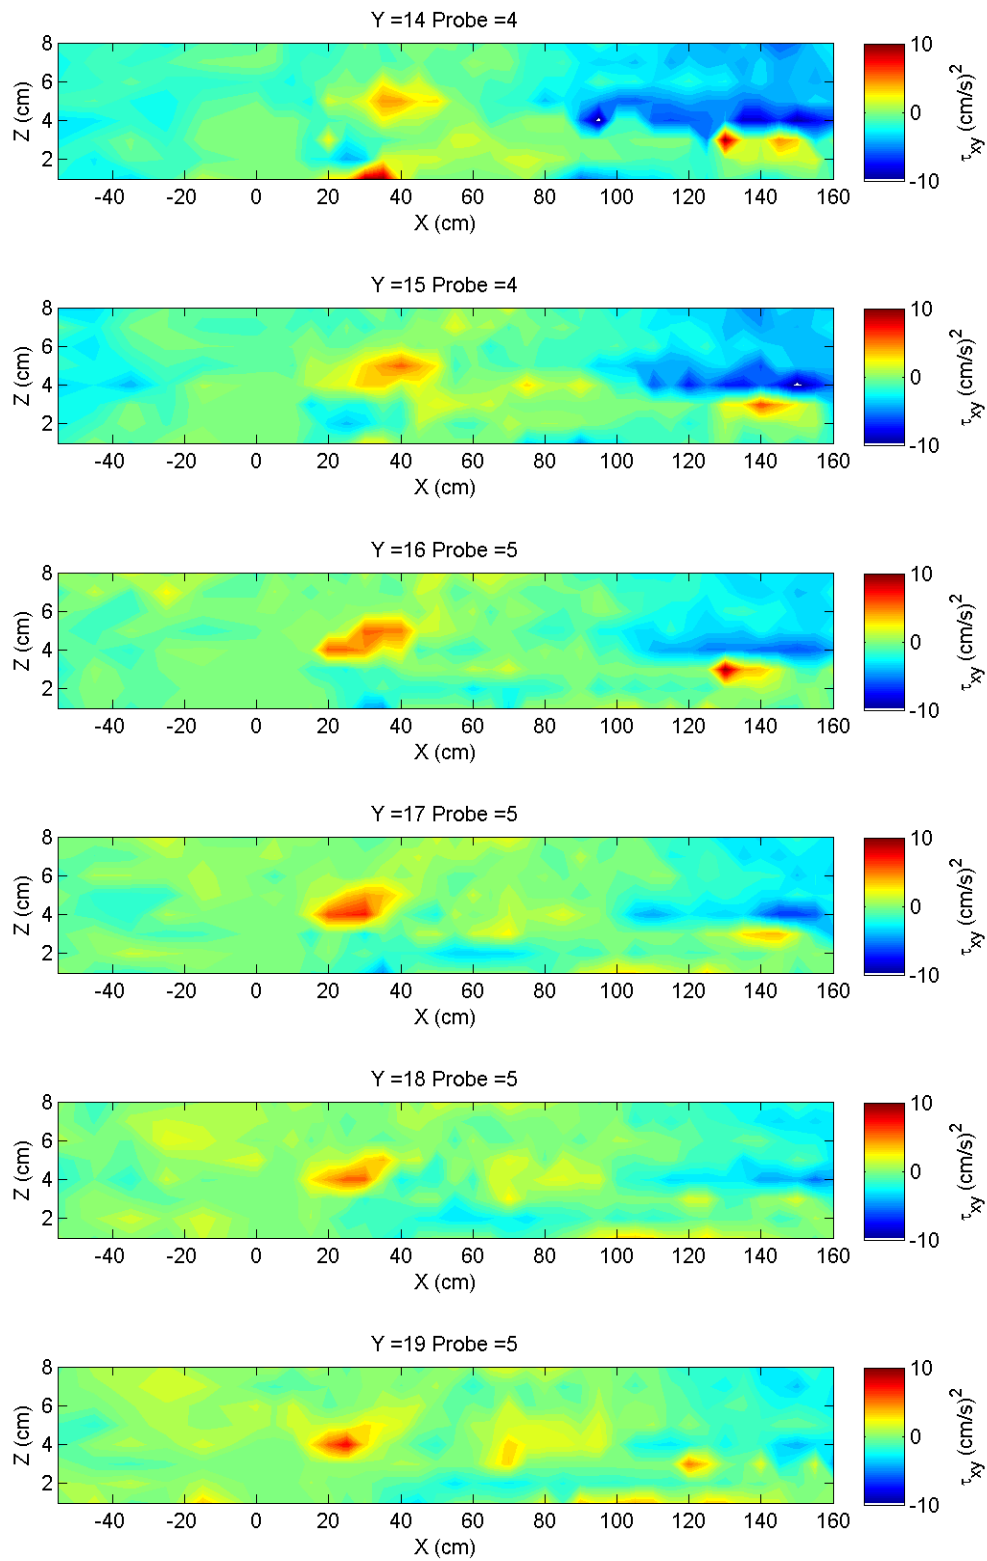 Y =14 Probe =4
8
6
4
2
Z (cm)
-40 -20 0 20 40 60 80 100 120 140 160
X (cm)
10
0
-10
τxy (cm/s)2
Y =15 Probe =4
8
6
4
2
Z (cm)
-40 -20 0 20 40 60 80 100 120 140 160
X (cm)
10
0
-10
τxy (cm/s)2
Y =16 Probe =5
8
6
4
2
Z (cm)
-40 -20 0 20 40 60 80 100 120 140 160
X (cm)
10
0
-10
τxy (cm/s)2
Y =17 Probe =5
8
6
4
2
Z (cm)
-40 -20 0 20 40 60 80 100 120 140 160
X (cm)
10
0
-10
τxy (cm/s)2
Y =18 Probe =5
8
6
4
2
Z (cm)
-40 -20 0 20 40 60 80 100 120 140 160
X (cm)
10
0
-10
τxy (cm/s)2
Y =19 Probe =5
8
6
4
2
Z (cm)
-40 -20 0 20 40 60 80 100 120 140 160
X (cm)
10
0
-10
τxy (cm/s)2